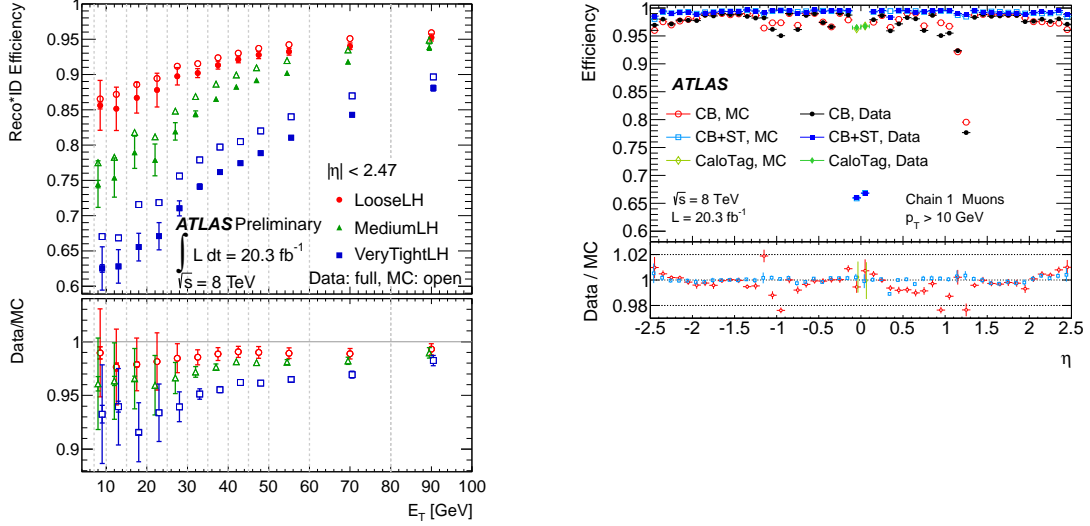 Reco*ID Efficiency
0.95
0.9
0.85
0.8
0.75
0.7
0.65
0.6
|η| < 2.47
LooseLH
MediumLH
VeryTightLH
ATLAS Preliminary
∫ L dt = 20.3 fb⁻¹
√s = 8 TeV
Data: full, MC: open
Data/MC
1
0.95
0.9
10 20 30 40 50 60 70 80 90 100
E_T [GeV]
Efficiency
1
0.95
0.9
0.85
0.8
0.75
0.7
0.65
0.6
ATLAS
CB, MC
CB, Data
CB+ST, MC
CB+ST, Data
CaloTag, MC
CaloTag, Data
√s = 8 TeV
L = 20.3 fb⁻¹
Chain 1 Muons
p_T > 10 GeV
Data / MC
1.02
1
0.98
-2.5 -2 -1.5 -1 -0.5 0 0.5 1 1.5 2 2.5
η